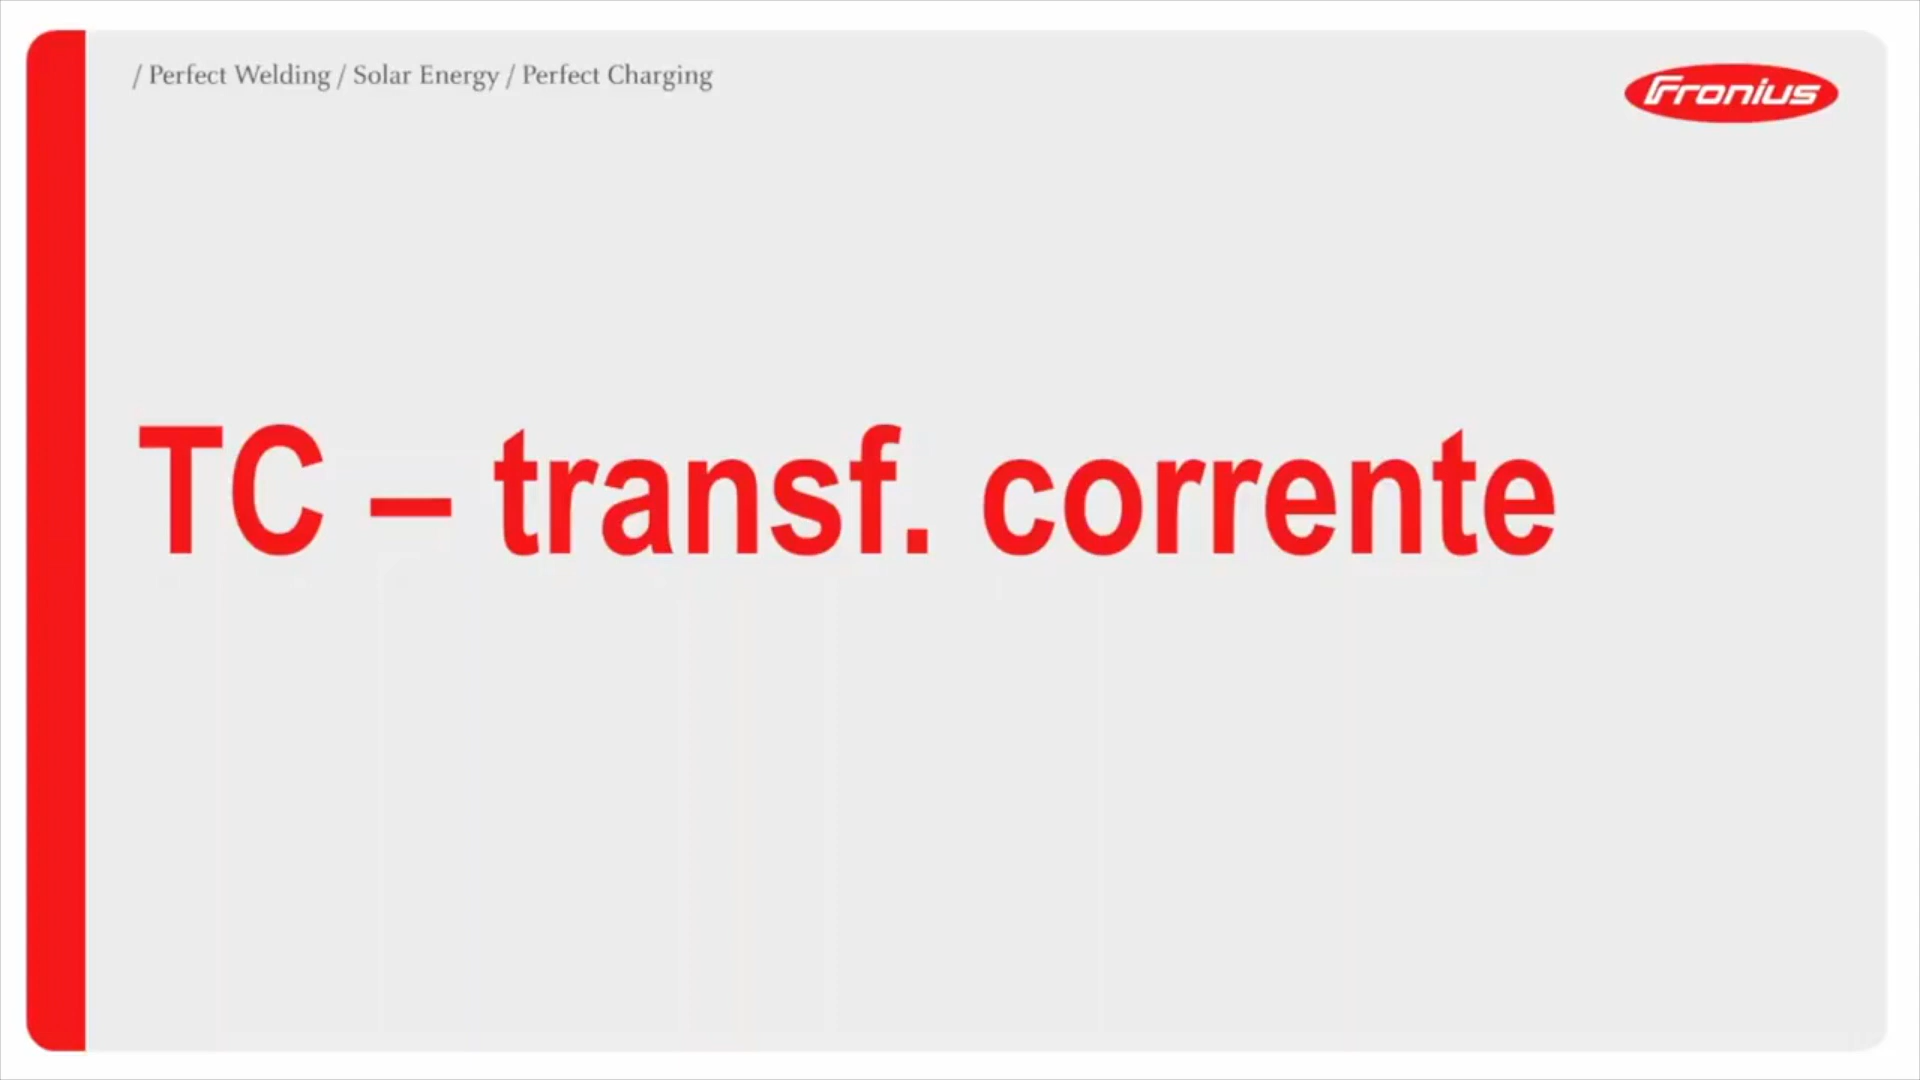 / Perfect Welding / Solar Energy / Perfect Charging
Fronius
TC – transf. corrente